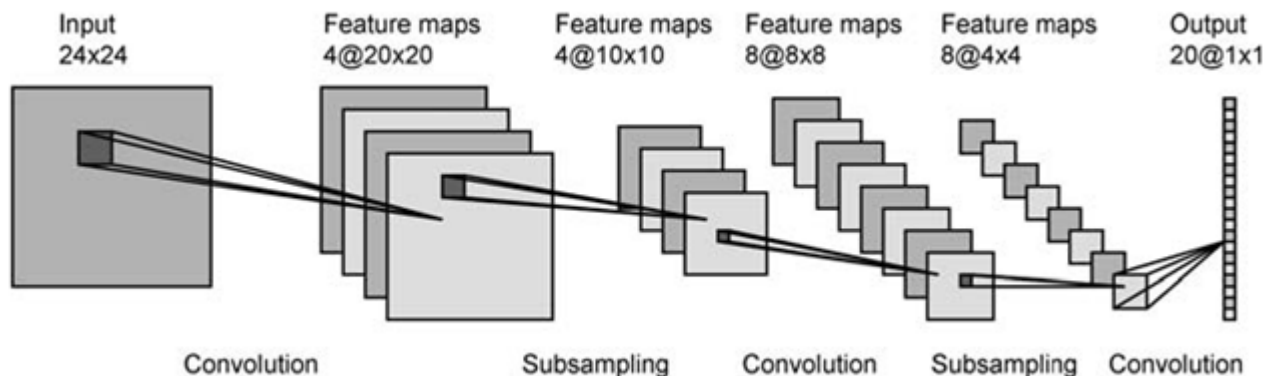 Input
24x24
Feature maps
4@20x20
Feature maps
4@10x10
Feature maps
8@8x8
Feature maps
8@4x4
Output
20@1x1
Convolution
Subsampling
Convolution
Subsampling
Convolution